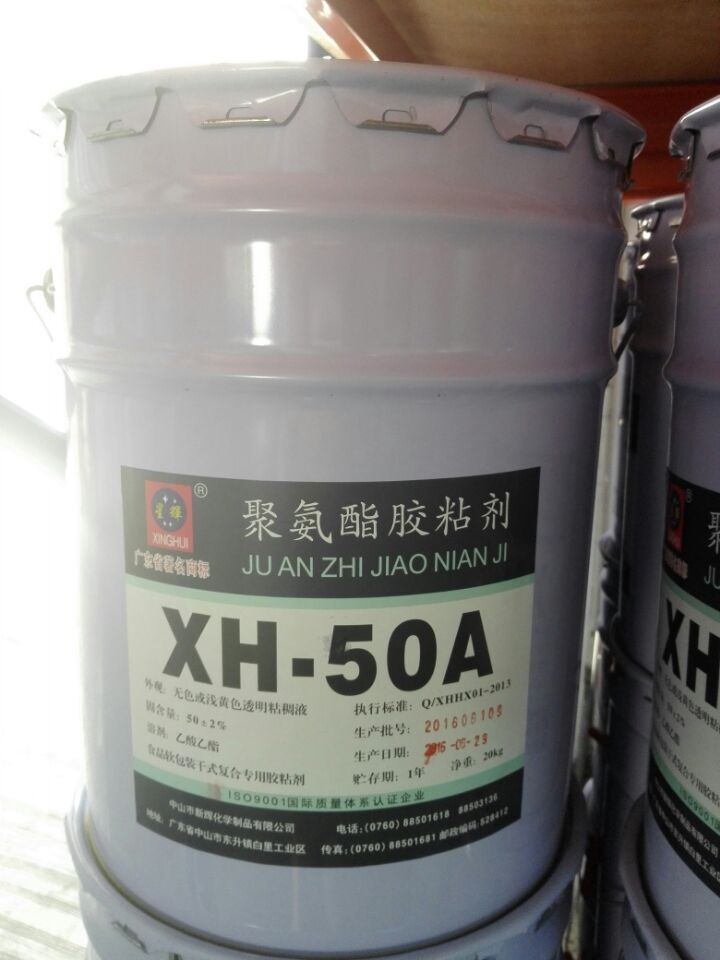 星辉
®
XINGHUI
广东省著名商标
聚氨酯胶粘剂
JU AN ZHI JIAO NIAN JI
XH-50A
外观：无色或浅黄色透明粘稠液
固含量：50±2%
溶剂：乙酸乙酯
食品软包装干式复合专用胶粘剂
执行标准：Q/XHHX01-2013
生产批号：
生产日期：
贮存期：1年 净重：20kg
ISO9001国际质量体系认证企业
中山市新辉化学制品有限公司
地址：广东省中山市东升镇白里工业区
电话：(0760) 88501618 88503136
传真：(0760) 88501681 邮政编码：528412
XH